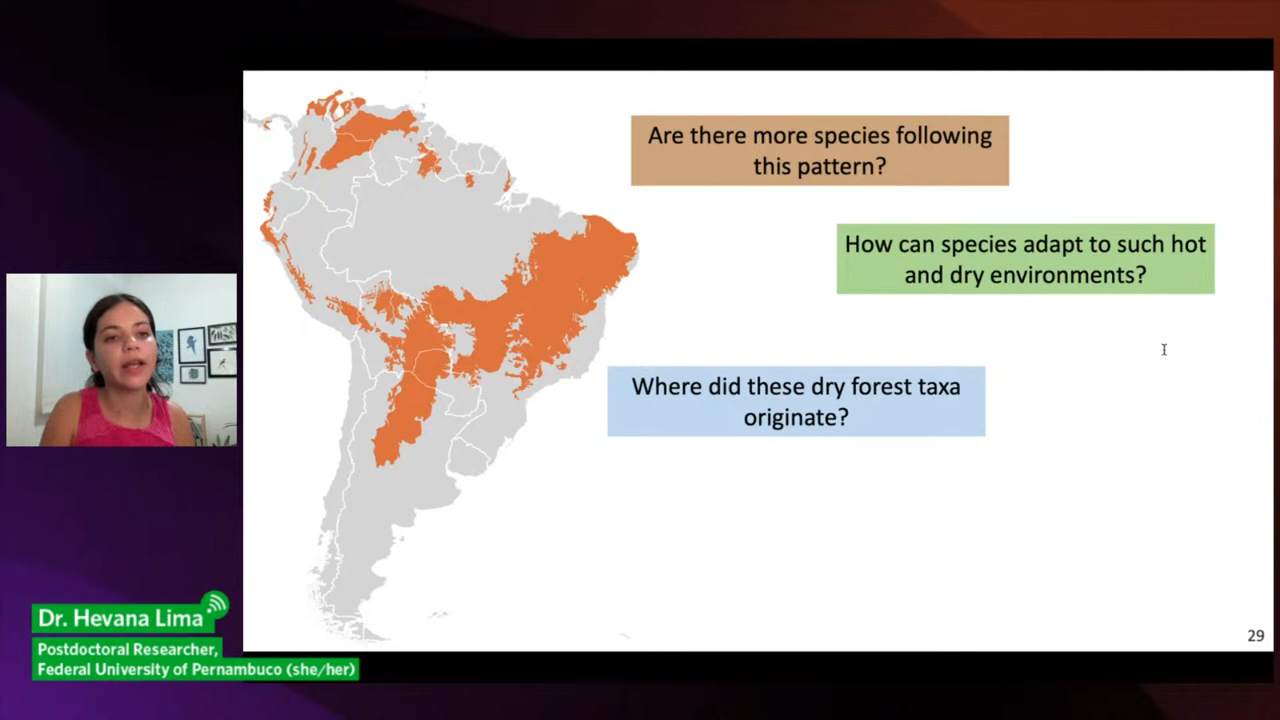 Are there more species following
this pattern?
How can species adapt to such hot
and dry environments?
Where did these dry forest taxa
originate?
29
Dr. Hevana Lima
Postdoctoral Researcher,
Federal University of Pernambuco (she/her)